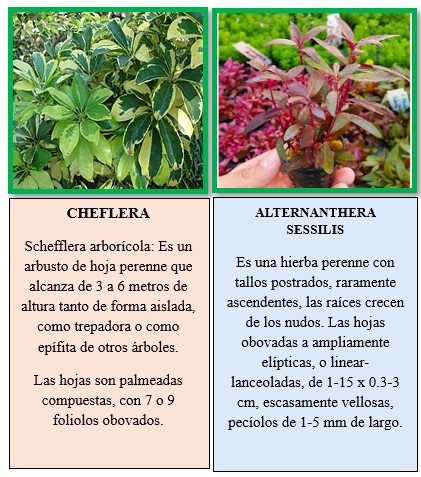 CHEFLERA
Schefflera arborícola: Es un
arbusto de hoja perenne que
alcanza de 3 a 6 metros de
altura tanto de forma aislada,
como trepadora o como
epífita de otros árboles.
Las hojas son palmeadas
compuestas, con 7 o 9
foliolos obovados.
ALTERNANTHERA
SESSILIS
Es una hierba perenne con
tallos postrados, raramente
ascendentes, las raíces crecen
de los nudos. Las hojas
obovadas a ampliamente
elípticas, o linear-
lanceoladas, de 1-15 x 0.3-3
cm, escasamente vellosas,
pecíolos de 1-5 mm de largo.